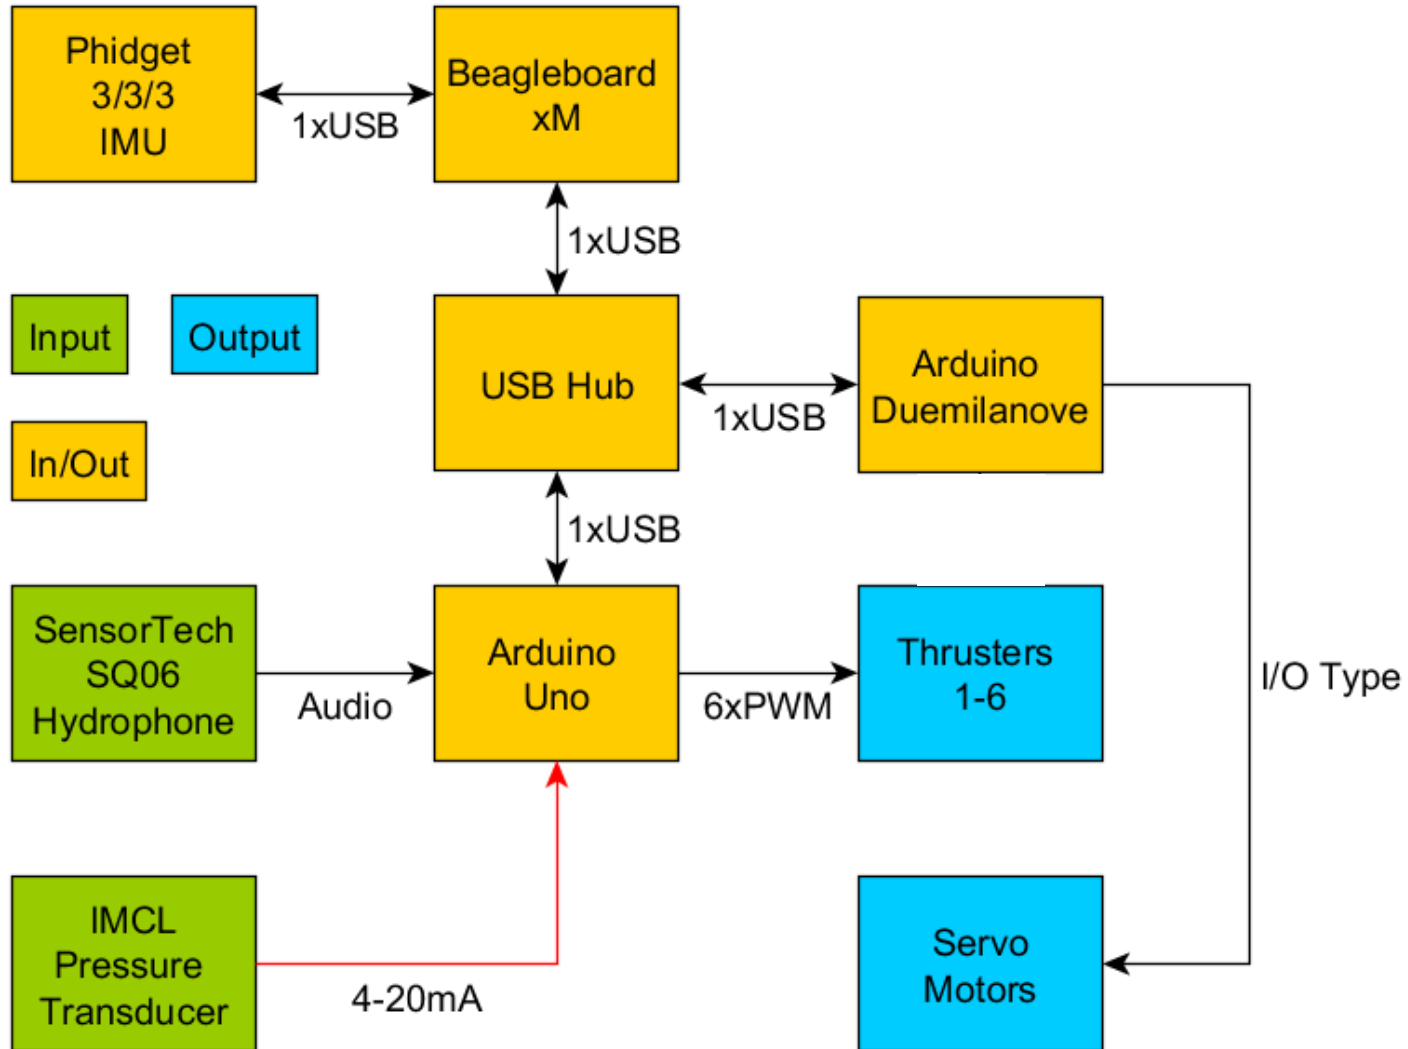 Phidget
3/3/3
IMU
1xUSB
Beagleboard
xM
1xUSB
Input
Output
In/Out
USB Hub
1xUSB
Arduino
Duemilanove
1xUSB
SensorTech
SQ06
Hydrophone
Audio
Arduino
Uno
6xPWM
Thrusters
1-6
I/O Type
IMCL
Pressure
Transducer
4-20mA
Servo
Motors